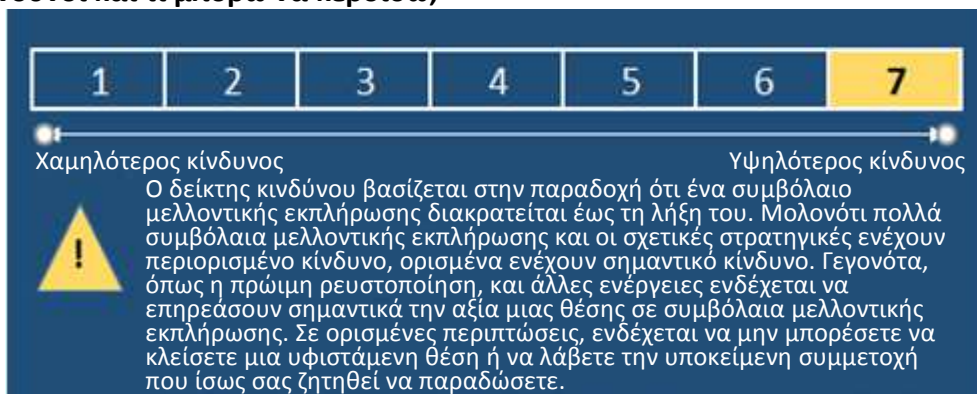 1 2 3 4 5 6 7
Χαμηλότερος κίνδυνος Υψηλότερος κίνδυνος
Ο δείκτης κινδύνου βασίζεται στην παραδοχή ότι ένα συμβόλαιο
μελλοντικής εκπλήρωσης διακρατείται έως τη λήξη του. Μολονότι πολλά
συμβόλαια μελλοντικής εκπλήρωσης και οι σχετικές στρατηγικές ενέχουν
περιορισμένο κίνδυνο, ορισμένα ενέχουν σημαντικό κίνδυνο. Γεγονότα,
όπως η πρώιμη ρευστοποίηση, και άλλες ενέργειες ενδέχεται να
επηρεάσουν σημαντικά την αξία μιας θέσης σε συμβόλαια μελλοντικής
εκπλήρωσης. Σε ορισμένες περιπτώσεις, ενδέχεται να μην μπορέσετε να
κλείσετε μια υφιστάμενη θέση ή να λάβετε την υποκείμενη συμμετοχή
που ίσως σας ζητηθεί να παραδώσετε.
!